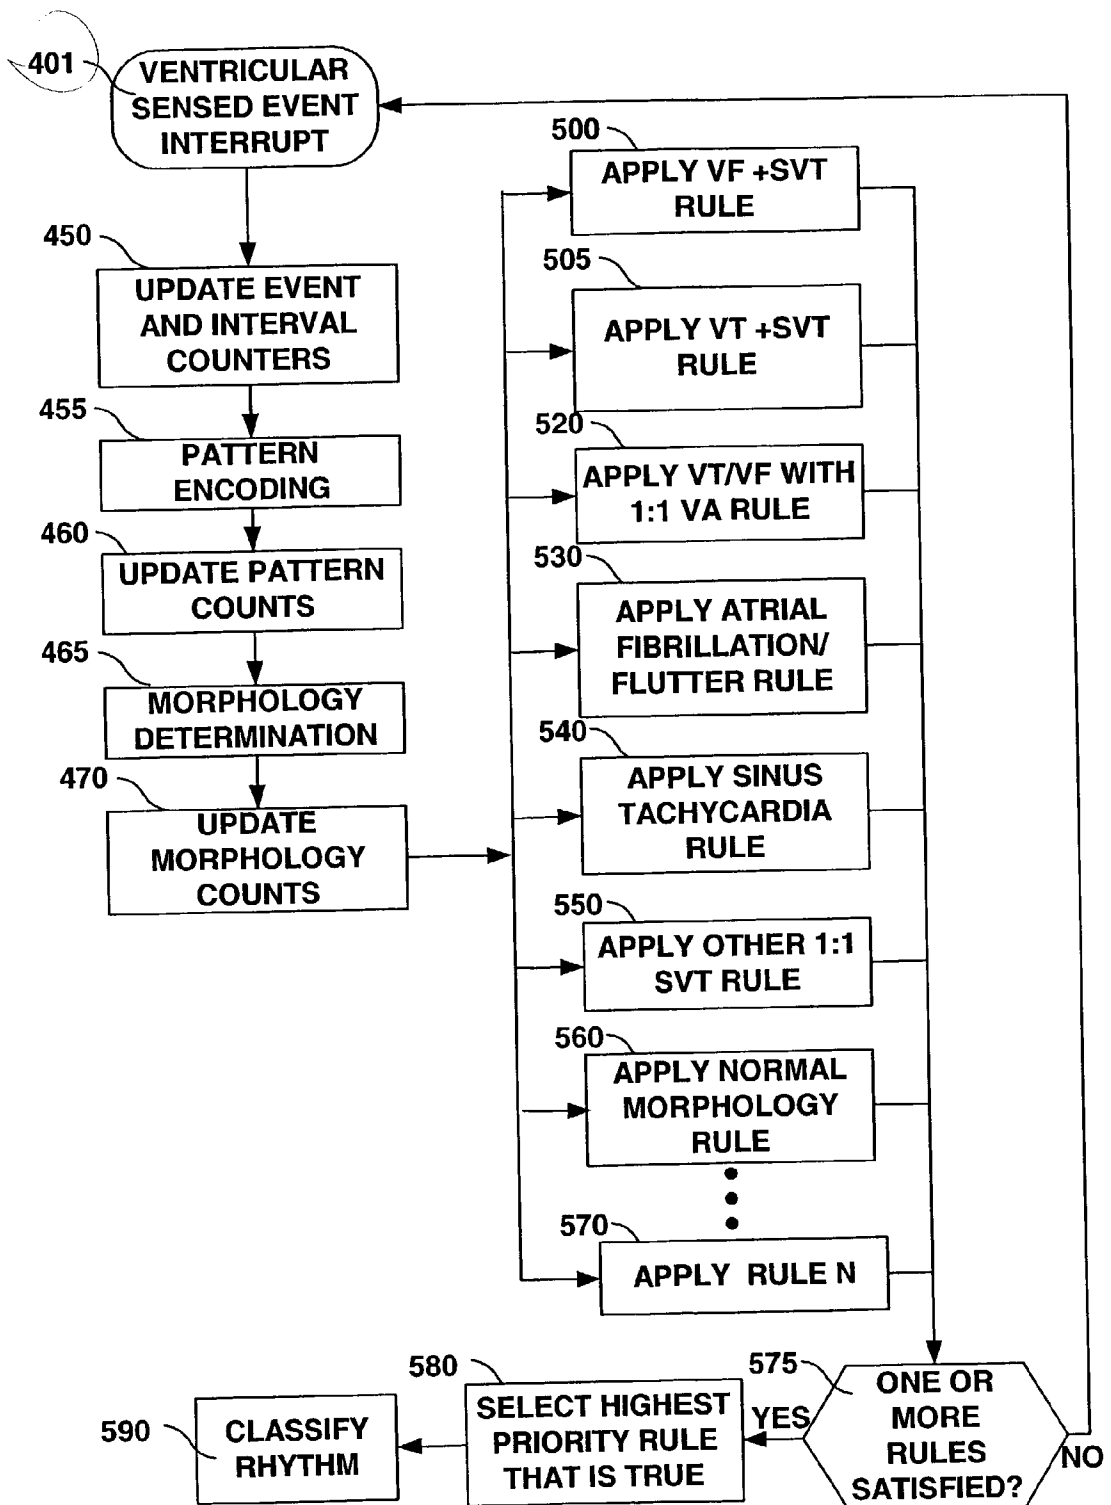 401
VENTRICULAR
SENSED EVENT
INTERRUPT
450
UPDATE EVENT
AND INTERVAL
COUNTERS
455
PATTERN
ENCODING
460
UPDATE PATTERN
COUNTS
465
MORPHOLOGY
DETERMINATION
470
UPDATE
MORPHOLOGY
COUNTS
500
APPLY VF +SVT
RULE
505
APPLY VT +SVT
RULE
520
APPLY VT/VF WITH
1:1 VA RULE
530
APPLY ATRIAL
FIBRILLATION/
FLUTTER RULE
540
APPLY SINUS
TACHYCARDIA
RULE
550
APPLY OTHER 1:1
SVT RULE
560
APPLY NORMAL
MORPHOLOGY
RULE
570
APPLY RULE N
575
ONE OR
MORE
RULES
SATISFIED?
YES
NO
580
SELECT HIGHEST
PRIORITY RULE
THAT IS TRUE
590
CLASSIFY
RHYTHM